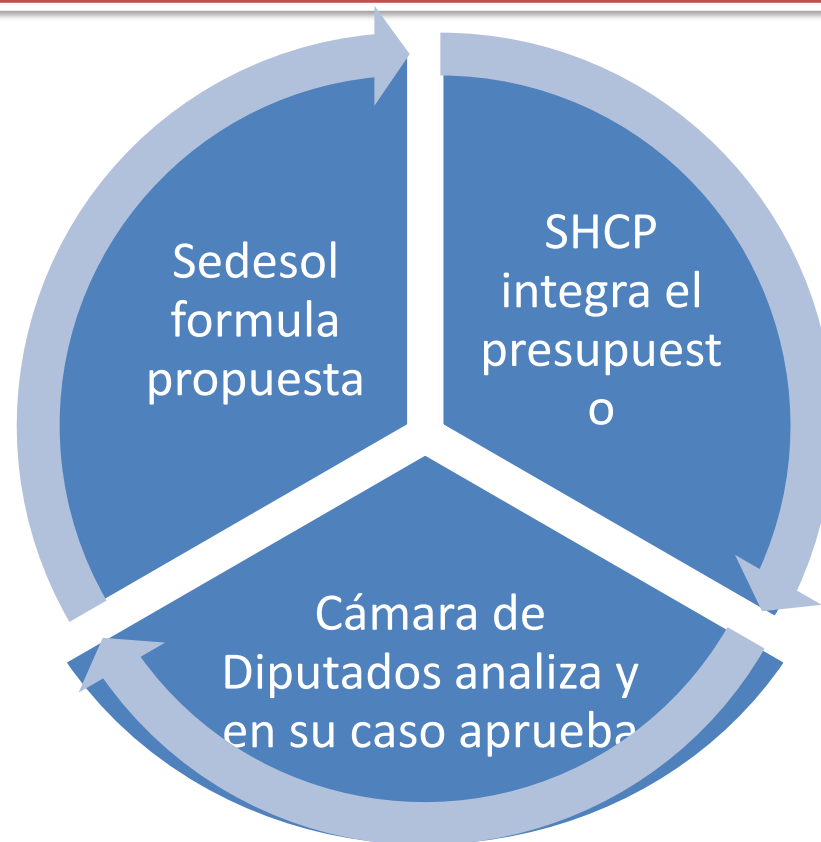 Sedesol
formula
propuesta
SHCP
integra el
presupuest
o
Cámara de
Diputados analiza y
en su caso aprueba